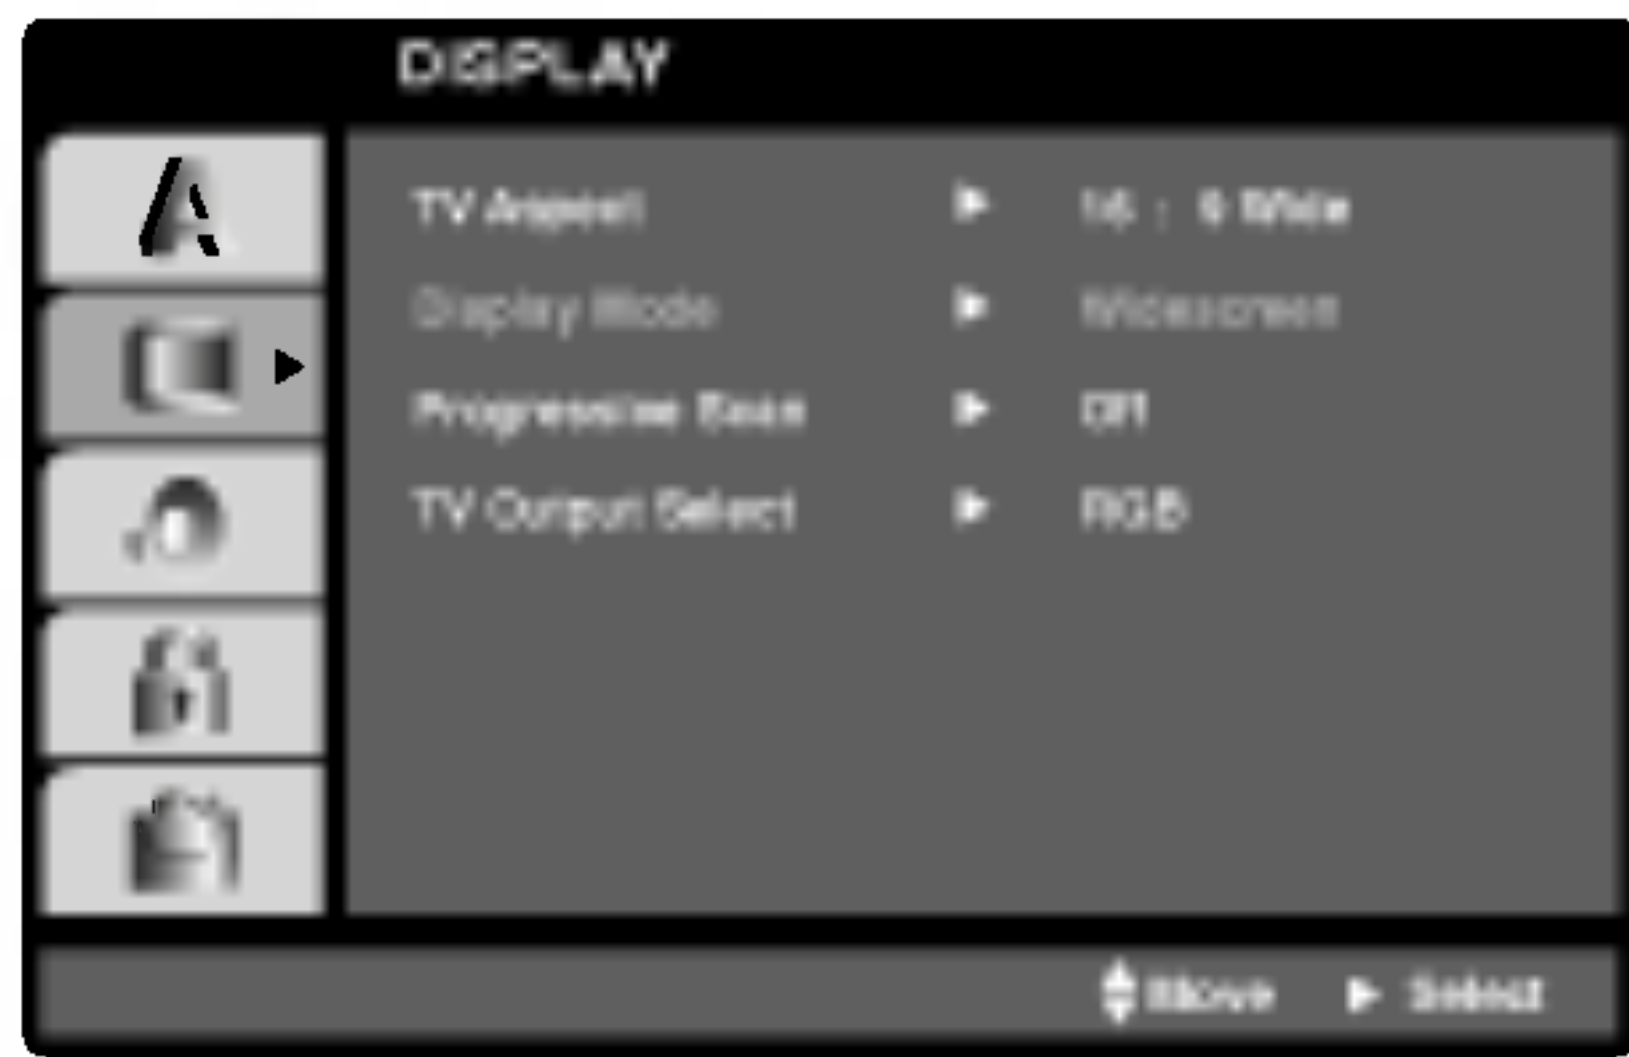 DISPLAY
TV Aspect ▶ 16 : 9 Wide
Display Mode ▶ Widescreen
Progressive Scan ▶ Off
TV Output Select ▶ RGB
Move ▶ Select